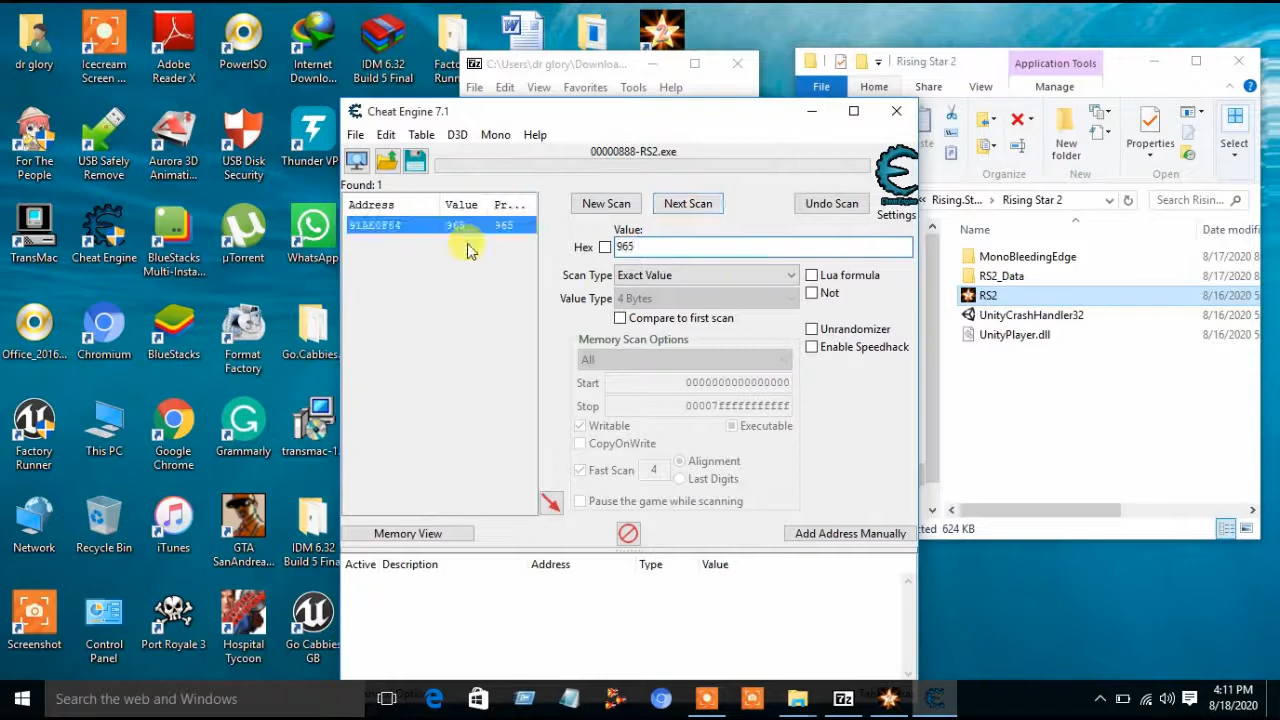 dr glory
Icecream
Screen ...
Adobe
Reader X
PowerISO
Internet
Downlo...
IDM 6.32
Build 5 Final
Facto
Runn
2
7z C:\Users\dr glory\Downloa...
File Edit View Favorites Tools Help
Rising Star 2
Application Tools
File Home Share View Manage
New
folder
Properties
Select
Organize New Open
« Rising.St... › Rising Star 2
Search Risin...
Name
MonoBleedingEdge 8/17/2020 8
RS2_Data 8/17/2020 8
RS2
UnityCrashHandler32
UnityPlayer.dll
cted 624 KB
For The
People
USB Safely
Remove
Aurora 3D
Animati...
USB Disk
Security
Thunder VP
TransMac
Cheat Engine
BlueStacks
Multi-Insta...
µTorrent
WhatsApp
Office_2016...
Chromium
BlueStacks
Format
Factory
Go.Cabbies.
Factory
Runner
This PC
Google
Chrome
Grammarly
transmac-1
Network
Recycle Bin
iTunes
GTA
SanAndrea...
IDM 6.32
Build 5 Fina
Screenshot
Control
Panel
Port Royale 3
Hospital
Tycoon
Go Cabbies
GB
Cheat Engine 7.1
File Edit Table D3D Mono Help
00000888-RS2.exe
Found: 1
Address Value Pr...
965 965
New Scan
Next Scan
Undo Scan
Settings
Value:
Hex 965
Scan Type Exact Value
Value Type 4 Bytes
Compare to first scan
Lua formula
Not
Unrandomizer
Enable Speedhack
Memory Scan Options
All
Start 0000000000000000
Stop 00007fffffffffff
Writable Executable
CopyOnWrite
Fast Scan 4 Alignment
Last Digits
Pause the game while scanning
Memory View
Add Address Manually
Active Description Address Type Value
Search the web and Windows
4:11 PM
8/18/2020